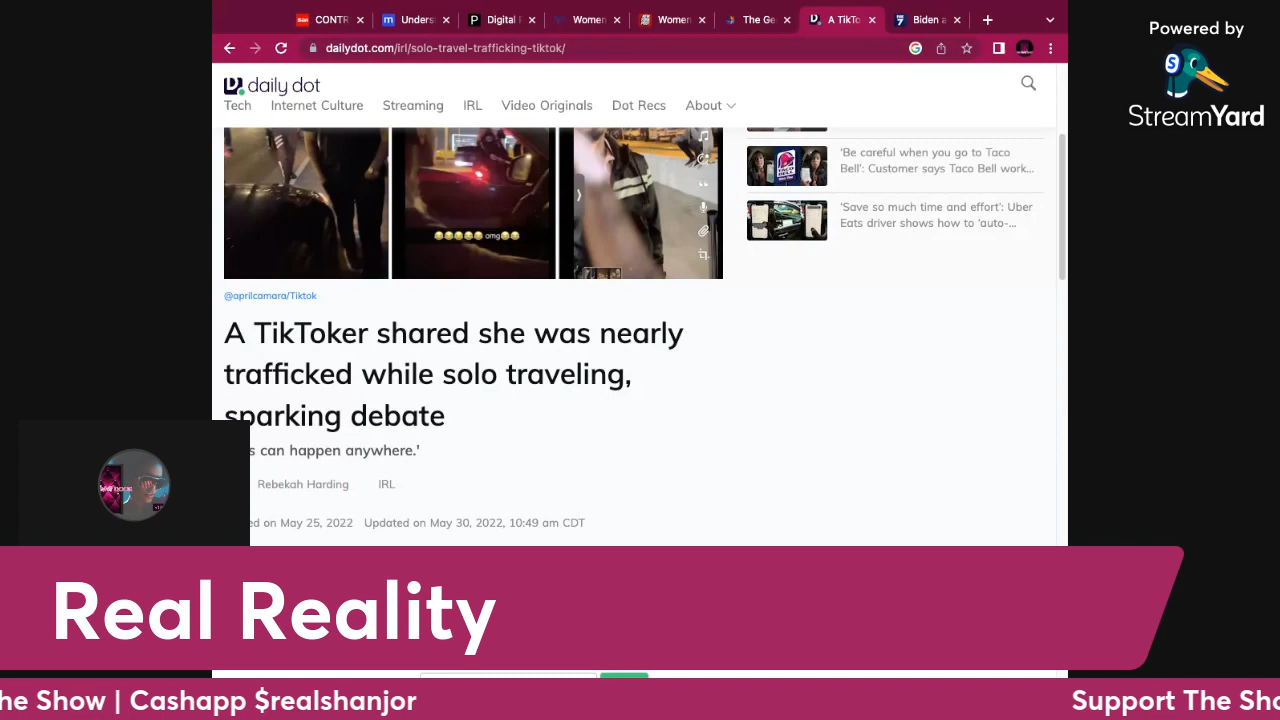 CONTR
Unders
Digital
Women
Women
The Ge
A TikTo
Biden a
dailydot.com/irl/solo-travel-trafficking-tiktok/
Powered by
StreamYard
daily dot
Tech
Internet Culture
Streaming
IRL
Video Originals
Dot Recs
About
omg
'Be careful when you go to Taco
Bell': Customer says Taco Bell work...
'Save so much time and effort': Uber
Eats driver shows how to 'auto-...
@aprilcamara/Tiktok
A TikToker shared she was nearly
trafficked while solo traveling,
sparking debate
s can happen anywhere.'
Rebekah Harding
IRL
ed on May 25, 2022
Updated on May 30, 2022, 10:49 am CDT
Real Reality
he Show | Cashapp $realshanjor
Support The Sho